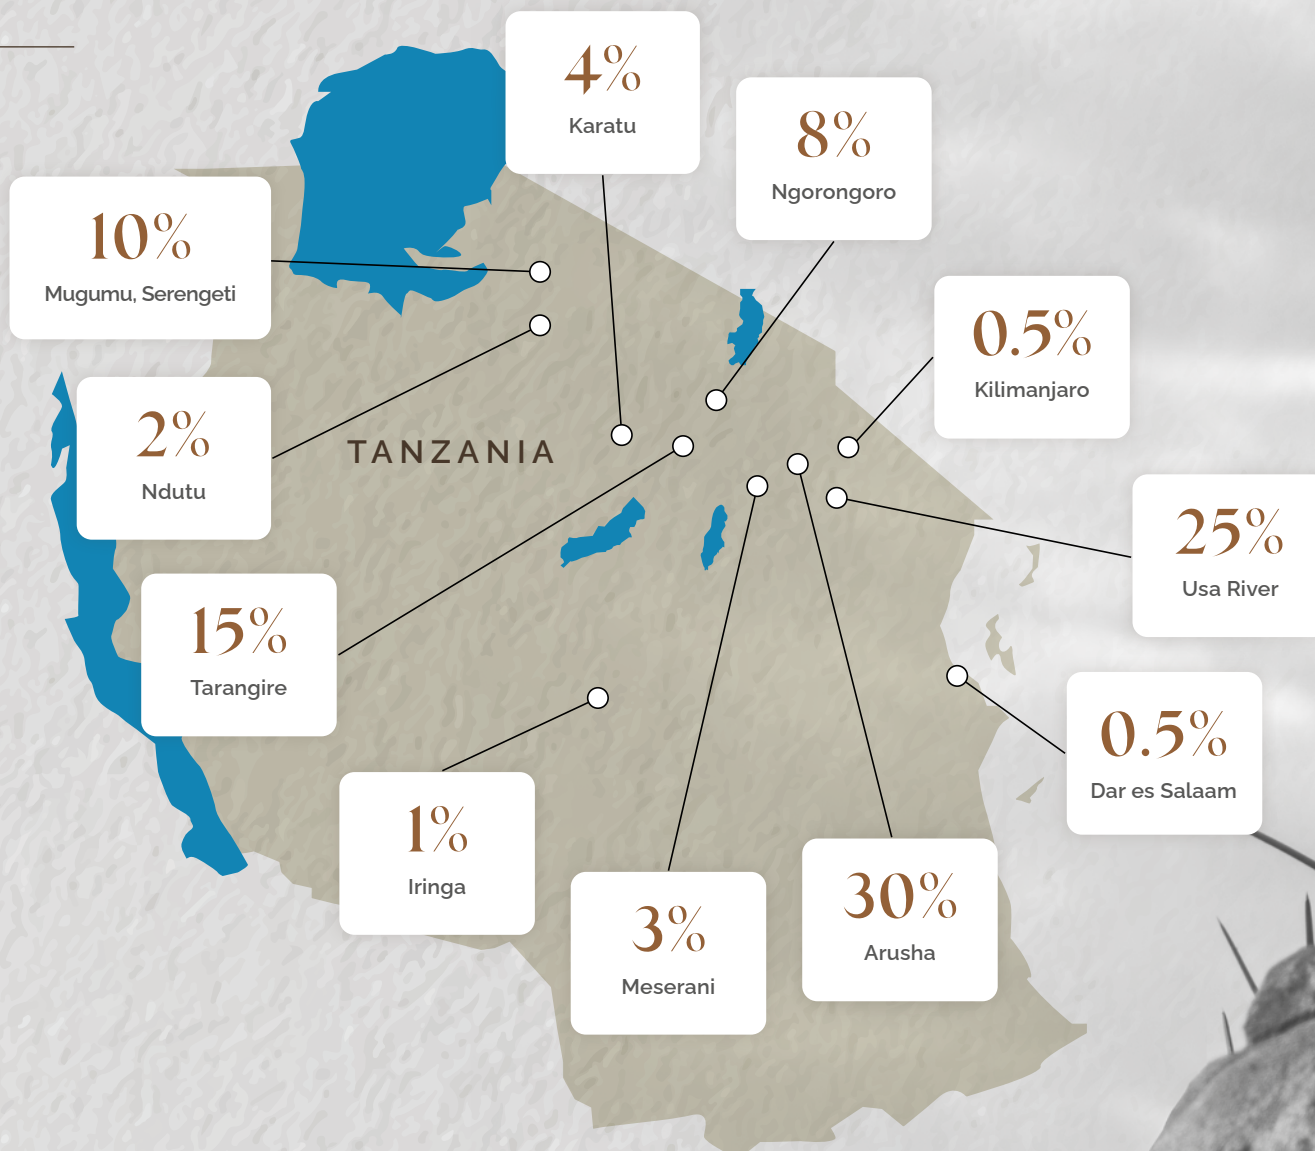 4%
Karatu
8%
Ngorongoro
10%
Mugumu, Serengeti
0.5%
Kilimanjaro
2%
Ndutu
TANZANIA
25%
Usa River
15%
Tarangire
0.5%
Dar es Salaam
1%
Iringa
30%
Arusha
3%
Meserani